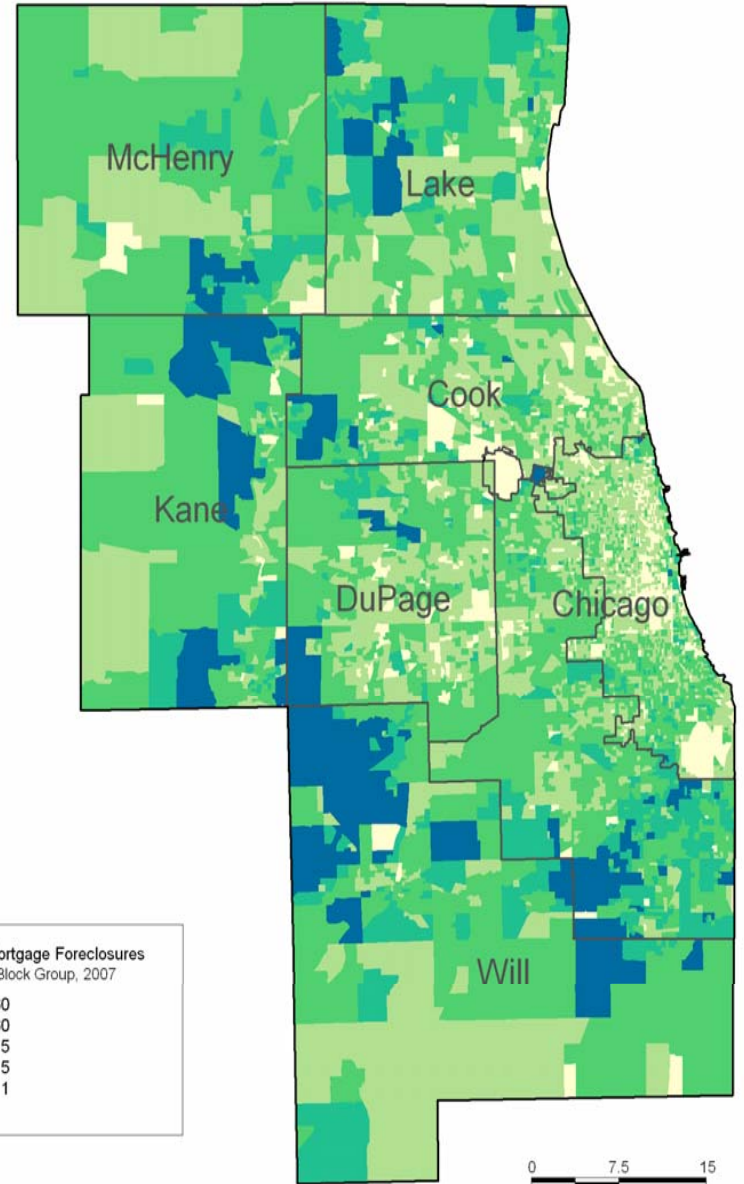 McHenry
Lake
Cook
Kane
DuPage
Chicago
Will
Foreclosures
Block Group, 2007
0
0
5
5
1
0 7.5 15